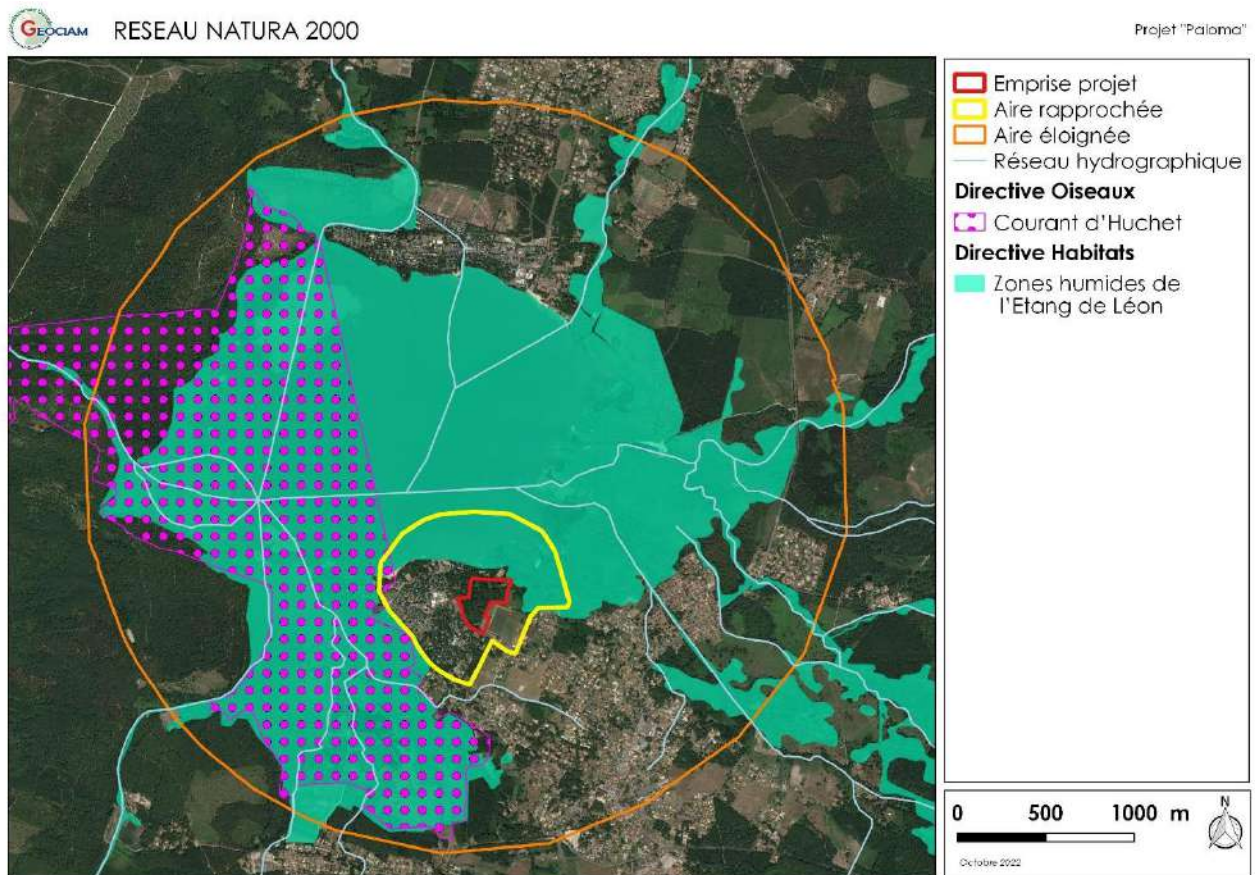 GEOCIAM
RESEAU NATURA 2000
Projet "Paloma"
Emprise projet
Aire rapprochée
Aire éloignée
Réseau hydrographique
Directive Oiseaux
Courant d'Huchet
Directive Habitats
Zones humides de
l'Etang de Léon
0 500 1000 m
N
Octobre 2022